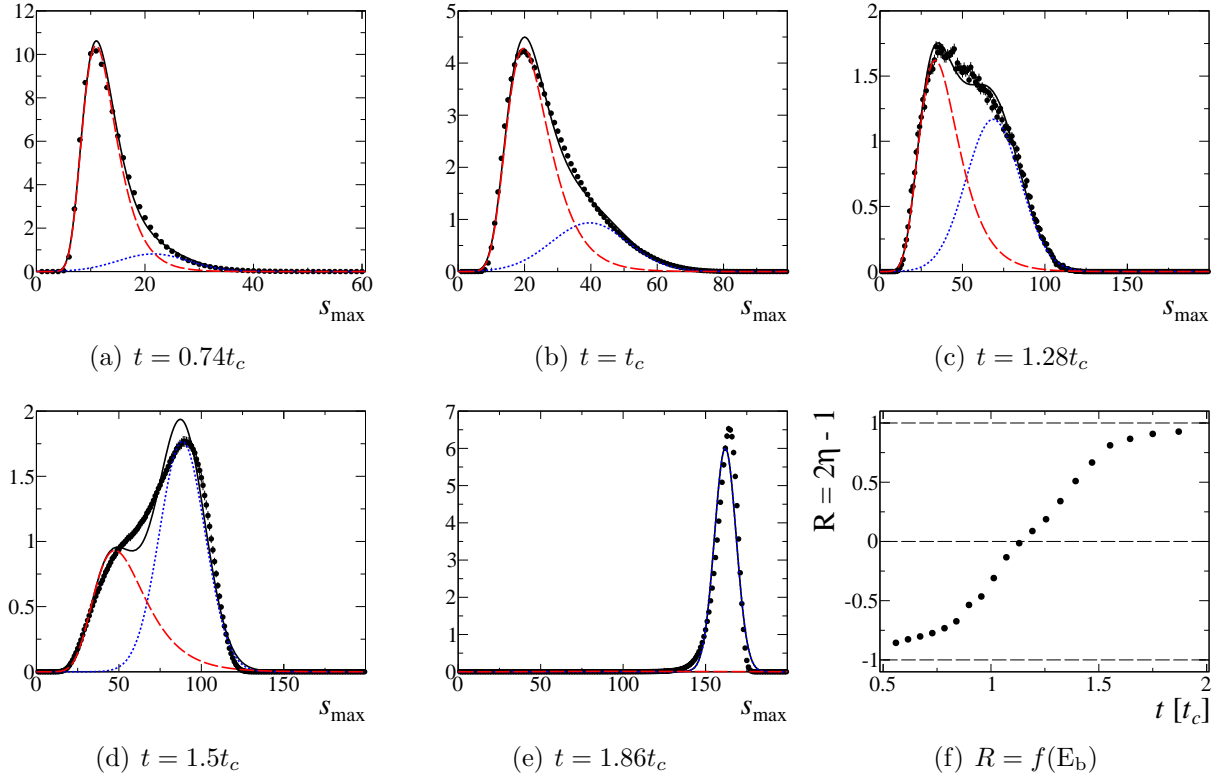 12
10
8
6
4
2
0
0 20 40 60
s_max
(a) t = 0.74t_c
5
4
3
2
1
0
0 20 40 60 80
s_max
(b) t = t_c
2
1.5
1
0.5
0
0 50 100 150
s_max
(c) t = 1.28t_c
2
1.5
1
0.5
0
0 50 100 150
s_max
(d) t = 1.5t_c
7
6
5
4
3
2
1
0
0 50 100 150
s_max
(e) t = 1.86t_c
R = 2η - 1
1
0.5
0
-0.5
-1
0.5 1 1.5 2
t [t_c]
(f) R = f(E_b)